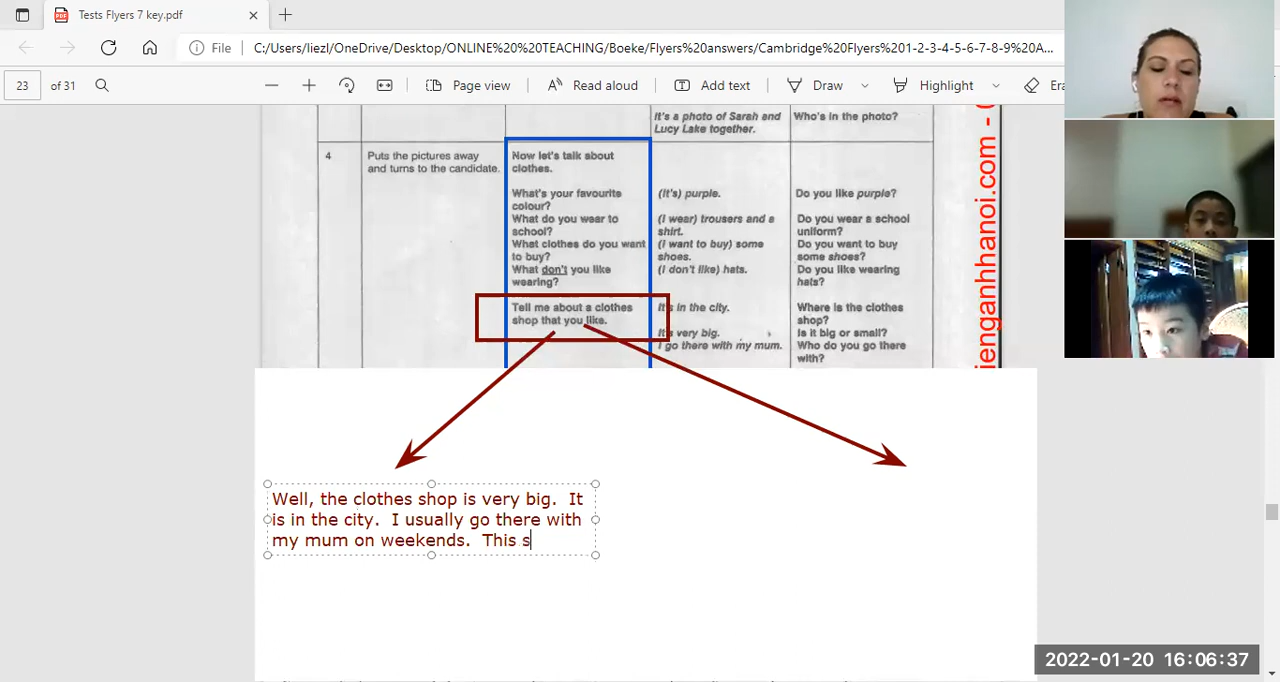 Tests Flyers 7 key.pdf
File
C:/Users/liezl/OneDrive/Desktop/ONLINE%20%20TEACHING/Boeke/Flyers%20answers/Cambridge%20Flyers%201-2-3-4-5-6-7-8-9%20A...
23 of 31
Page view
Read aloud
Add text
Draw
Highlight
Era
It's a photo of Sarah and
Lucy Lake together.
Who's in the photo?
4
Puts the pictures away
and turns to the candidate.
Now let's talk about
clothes.
What's your favourite
colour?
What do you wear to
school?
What clothes do you want
to buy?
What don't you like
wearing?
Tell me about a clothes
shop that you like.
(It's) purple.
(I wear) trousers and a
shirt.
(I want to buy) some
shoes.
(I don't like) hats.
It's in the city.
It's very big.
I go there with my mum.
Do you like purple?
Do you wear a school
uniform?
Do you want to buy
some shoes?
Do you like wearing
hats?
Where is the clothes
shop?
Is it big or small?
Who do you go there
with?
ienganhhanoi.com - (
Well, the clothes shop is very big. It
is in the city. I usually go there with
my mum on weekends. This s
2022-01-20 16:06:37